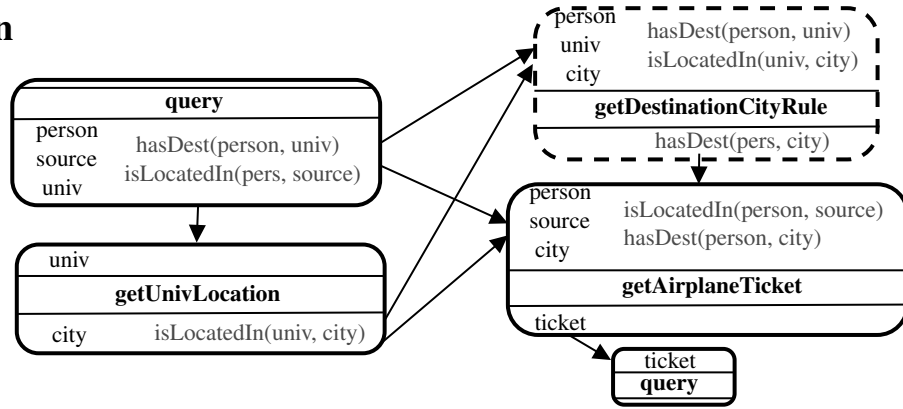 n
query
person
source
univ
hasDest(person, univ)
isLocatedIn(pers, source)
univ
getUnivLocation
city
isLocatedIn(univ, city)
person
univ
city
hasDest(person, univ)
isLocatedIn(univ, city)
getDestinationCityRule
hasDest(pers, city)
person
source
city
isLocatedIn(person, source)
hasDest(person, city)
getAirplaneTicket
ticket
ticket
query